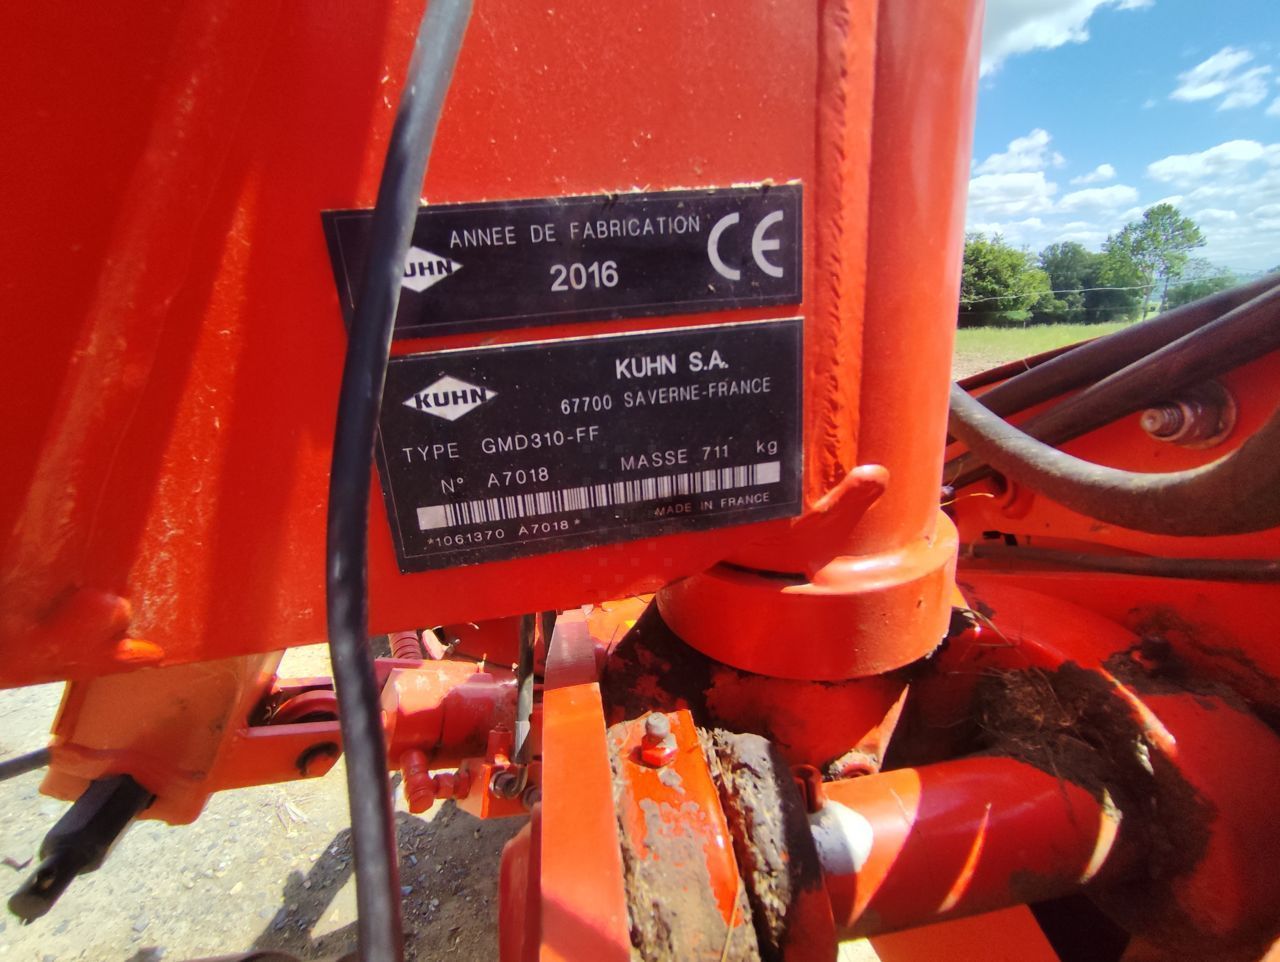 ANNEE DE FABRICATION
2016
CE
KUHN S.A.
KUHN
67700 SAVERNE-FRANCE
TYPE GMD310-FF
N° A7018 MASSE 711 kg
*1061370 A7018* MADE IN FRANCE